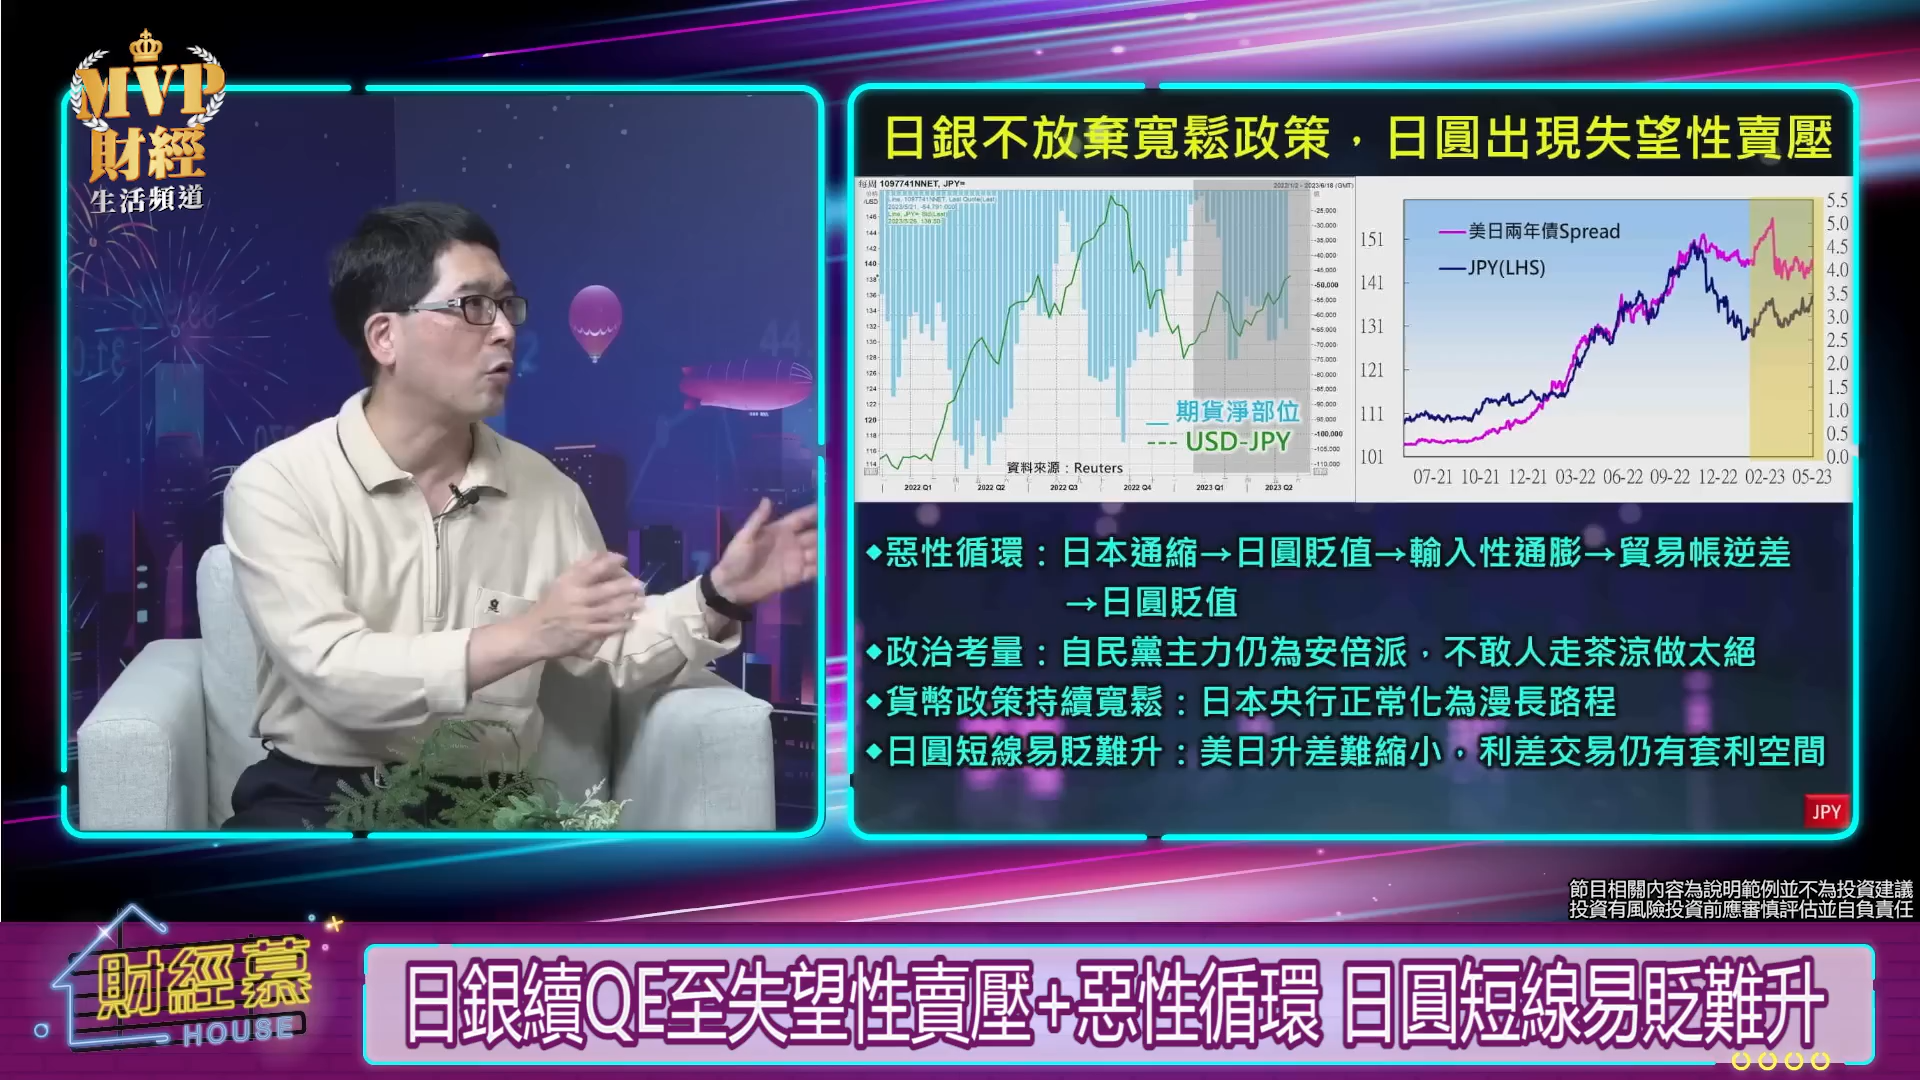 MVP
財經
生活頻道
日銀不放棄寬鬆政策，日圓出現失望性賣壓
每周 1097741NNET, JPY=
2022/1/2 - 2023/6/18 (GMT)
期貨淨部位
--- USD-JPY
資料來源：Reuters
2022 Q1 2022 Q2 2022 Q3 2022 Q4 2023 Q1 2023 Q2
美日兩年債Spread
JPY(LHS)
151
141
131
121
111
101
5.5
5.0
4.5
4.0
3.5
3.0
2.5
2.0
1.5
1.0
0.5
0.0
07-21 10-21 12-21 03-22 06-22 09-22 12-22 02-23 05-23
◆惡性循環：日本通縮→日圓貶值→輸入性通膨→貿易帳逆差
→日圓貶值
◆政治考量：自民黨主力仍為安倍派，不敢人走茶涼做太絕
◆貨幣政策持續寬鬆：日本央行正常化為漫長路程
◆日圓短線易貶難升：美日升差難縮小，利差交易仍有套利空間
JPY
節目相關內容為說明範例並不為投資建議
投資有風險投資前應審慎評估並自負責任
財經慕
HOUSE
日銀續QE至失望性賣壓+惡性循環 日圓短線易貶難升